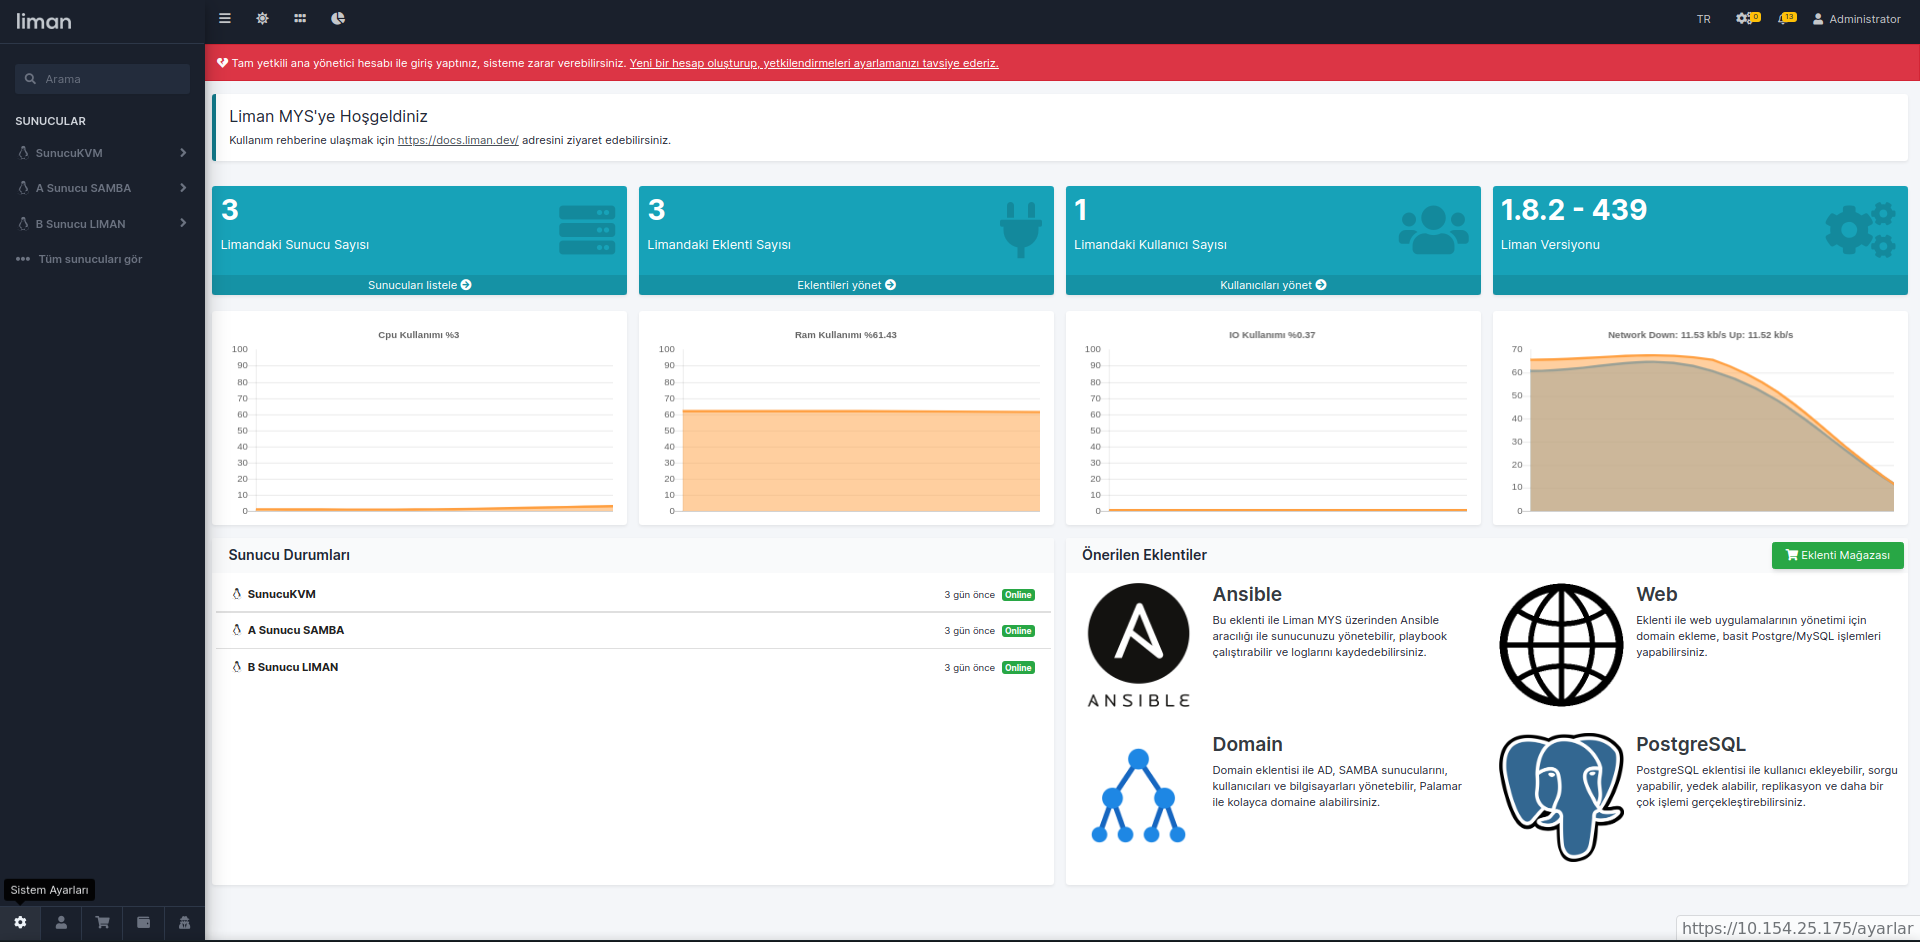 liman
TR
0
13
Administrator
Arama
Tam yetkili ana yönetici hesabı ile giriş yaptınız, sisteme zarar verebilirsiniz. Yeni bir hesap oluşturup, yetkilendirmeleri ayarlamanızı tavsiye ederiz.
SUNUCULAR
SunucuKVM
A Sunucu SAMBA
B Sunucu LIMAN
Tüm sunucuları gör
Liman MYS'ye Hoşgeldiniz
Kullanım rehberine ulaşmak için https://docs.liman.dev/ adresini ziyaret edebilirsiniz.
3
Limandaki Sunucu Sayısı
Sunucuları listele
3
Limandaki Eklenti Sayısı
Eklentileri yönet
1
Limandaki Kullanıcı Sayısı
Kullanıcıları yönet
1.8.2 - 439
Liman Versiyonu
Cpu Kullanımı %3
100
90
80
70
60
50
40
30
20
10
0
Ram Kullanımı %61.43
100
90
80
70
60
50
40
30
20
10
0
IO Kullanımı %0.37
100
90
80
70
60
50
40
30
20
10
0
Network Down: 11.53 kb/s Up: 11.52 kb/s
70
60
50
40
30
20
10
0
Sunucu Durumları
SunucuKVM 3 gün önce Online
A Sunucu SAMBA 3 gün önce Online
B Sunucu LIMAN 3 gün önce Online
Önerilen Eklentiler
Eklenti Mağazası
ANSIBLE
Ansible
Bu eklenti ile Liman MYS üzerinden Ansible
aracılığı ile sunucunuzu yönetebilir, playbook
çalıştırabilir ve loglarını kaydedebilirsiniz.
Web
Eklenti ile web uygulamalarının yönetimi için
domain ekleme, basit Postgre/MySQL işlemleri
yapabilirsiniz.
Domain
Domain eklentisi ile AD, SAMBA sunucularını,
kullanıcıları ve bilgisayarları yönetebilir, Palamar
ile kolayca domaine alabilirsiniz.
PostgreSQL
PostgreSQL eklentisi ile kullanıcı ekleyebilir, sorgu
yapabilir, yedek alabilir, replikasyon ve daha bir
çok işlemi gerçekleştirebilirsiniz.
Sistem Ayarları
https://10.154.25.175/ayarlar